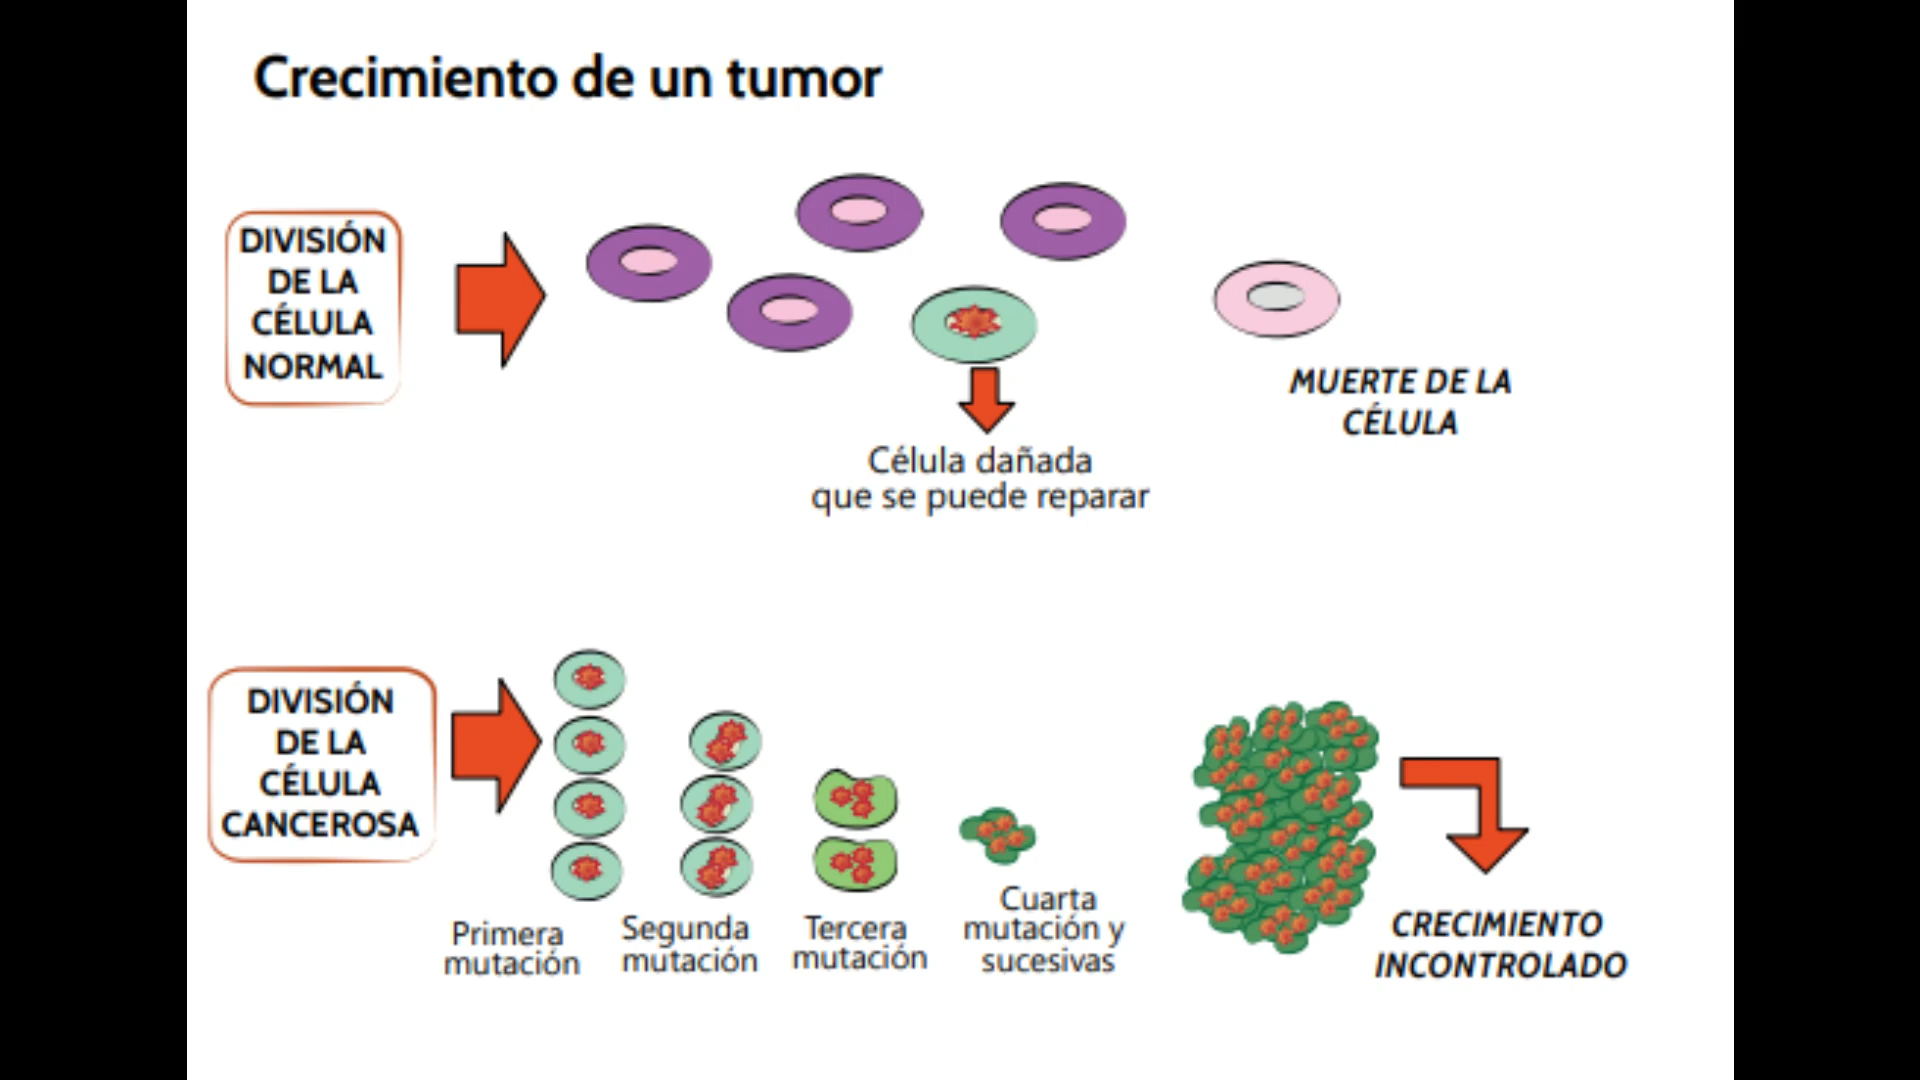 Crecimiento de un tumor
DIVISIÓN
DE LA
CÉLULA
NORMAL
MUERTE DE LA
CÉLULA
Célula dañada
que se puede reparar
DIVISIÓN
DE LA
CÉLULA
CANCEROSA
Primera
mutación
Segunda
mutación
Tercera
mutación
Cuarta
mutación y
sucesivas
CRECIMIENTO
INCONTROLADO